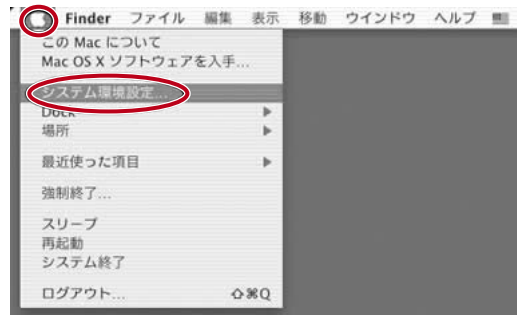 Finder ファイル 編集 表示 移動 ウインドウ ヘルプ
この Mac について
Mac OS X ソフトウェアを入手...
システム環境設定...
Dock
場所
最近使った項目
強制終了...
スリープ
再起動
システム終了
ログアウト... ⇧⌘Q